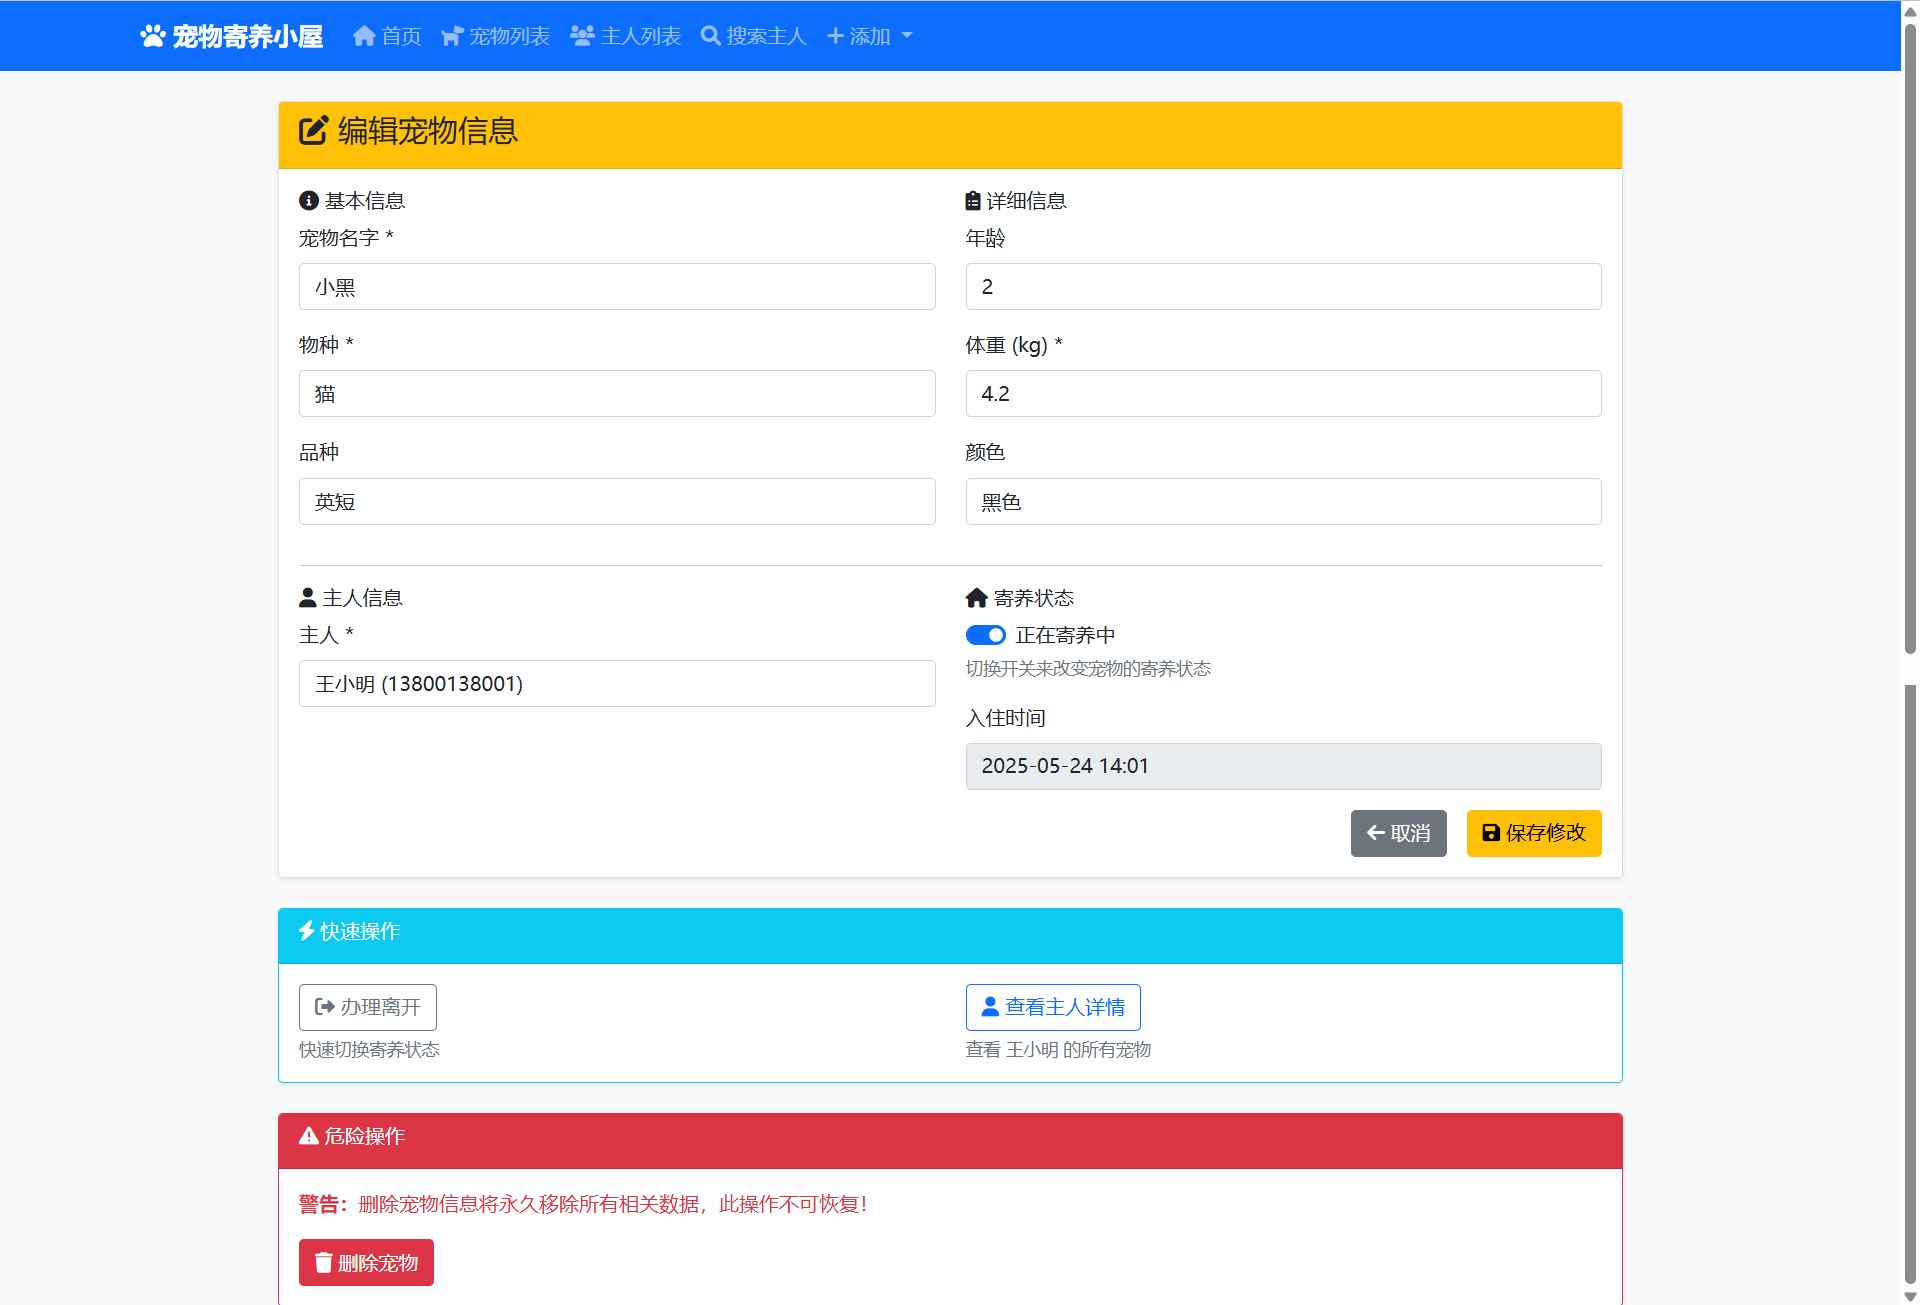 宠物寄养小屋 首页 宠物列表 主人列表 搜索主人 添加
编辑宠物信息
基本信息
宠物名字 *
小黑
物种 *
猫
品种
英短
详细信息
年龄
2
体重 (kg) *
4.2
颜色
黑色
主人信息
主人 *
王小明 (13800138001)
寄养状态
正在寄养中
切换开关来改变宠物的寄养状态
入住时间
2025-05-24 14:01
取消 保存修改
快速操作
办理离开
快速切换寄养状态
查看主人详情
查看 王小明 的所有宠物
危险操作
警告：删除宠物信息将永久移除所有相关数据，此操作不可恢复！
删除宠物